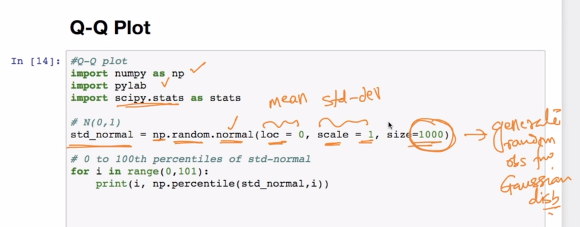 Q-Q Plot
In [14]:
#Q-Q plot
import numpy as np
import pylab
import scipy.stats as stats
mean std-dev
# N(0,1)
std_normal = np.random.normal(loc = 0, scale = 1, size=1000)
generate
random
obs
Gaussian
disb
# 0 to 100th percentiles of std-normal
for i in range(0,101):
print(i, np.percentile(std_normal,i))